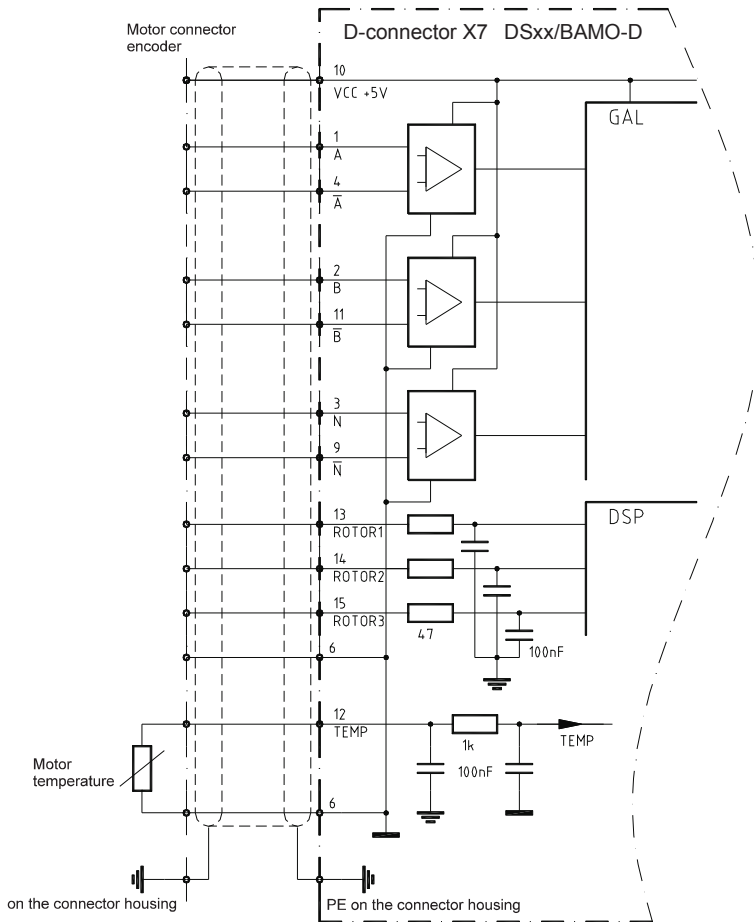 Motor connector
encoder
D-connector X7 DSxx/BAMO-D
10
VCC +5V
GAL
1
A
4
A̅
2
B
11
B̅
3
N
9
N̅
13
ROTOR1
DSP
14
ROTOR2
15
ROTOR3
47
100nF
6
12
TEMP
1k
TEMP
Motor
temperature
100nF
6
on the connector housing
PE on the connector housing